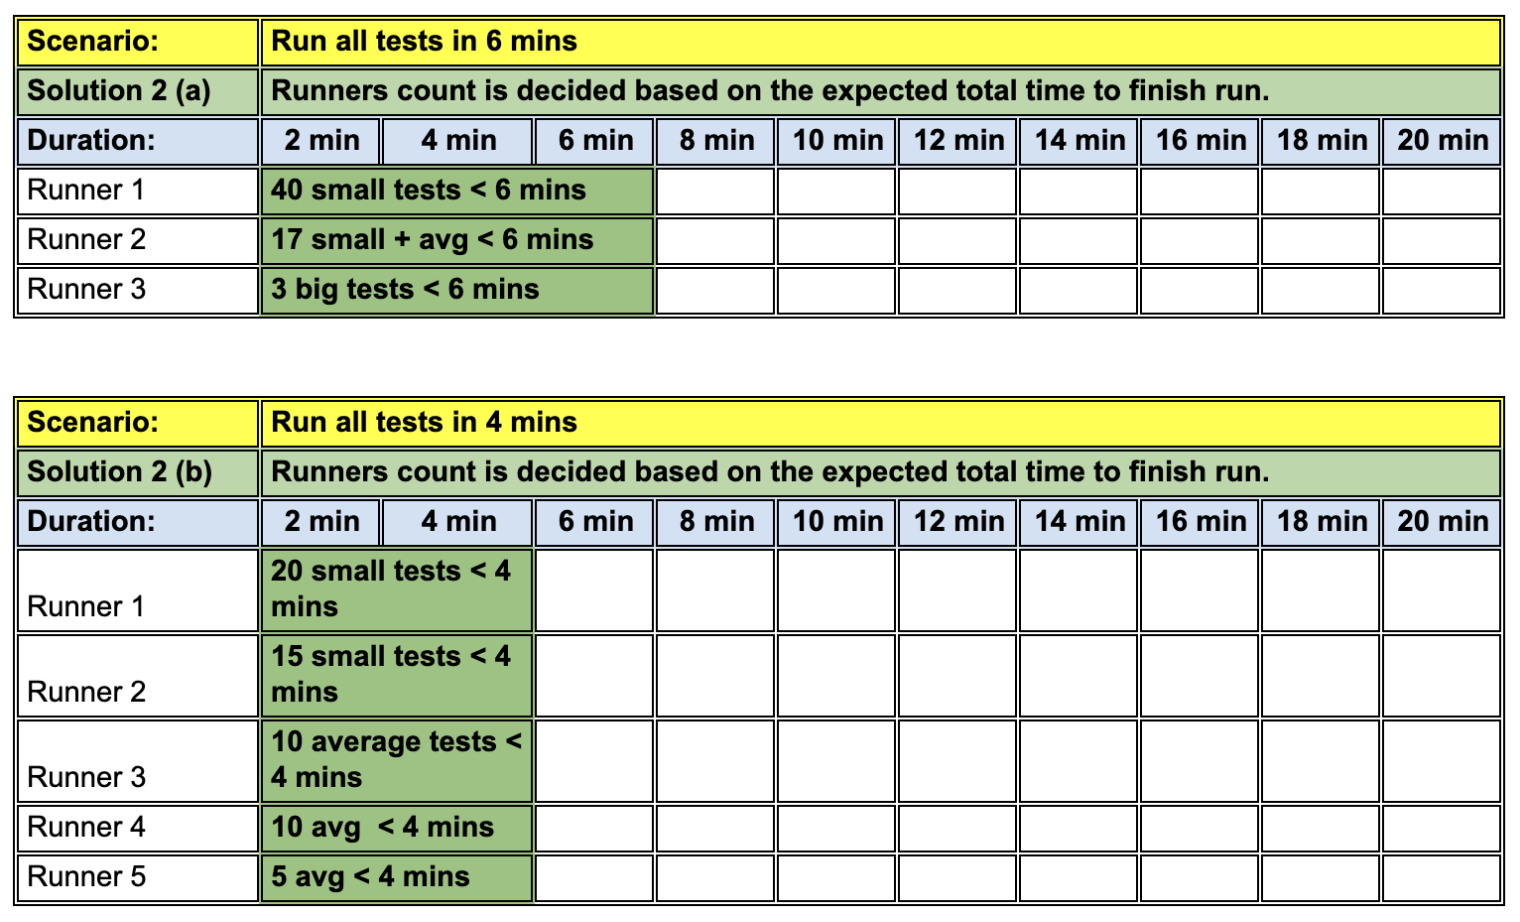 Scenario: Run all tests in 6 mins
Solution 2 (a) Runners count is decided based on the expected total time to finish run.
Duration: 2 min 4 min 6 min 8 min 10 min 12 min 14 min 16 min 18 min 20 min
Runner 1 40 small tests < 6 mins
Runner 2 17 small + avg < 6 mins
Runner 3 3 big tests < 6 mins
Scenario: Run all tests in 4 mins
Solution 2 (b) Runners count is decided based on the expected total time to finish run.
Duration: 2 min 4 min 6 min 8 min 10 min 12 min 14 min 16 min 18 min 20 min
20 small tests < 4
Runner 1 mins
15 small tests < 4
Runner 2 mins
10 average tests <
Runner 3 4 mins
Runner 4 10 avg  < 4 mins
Runner 5 5 avg < 4 mins